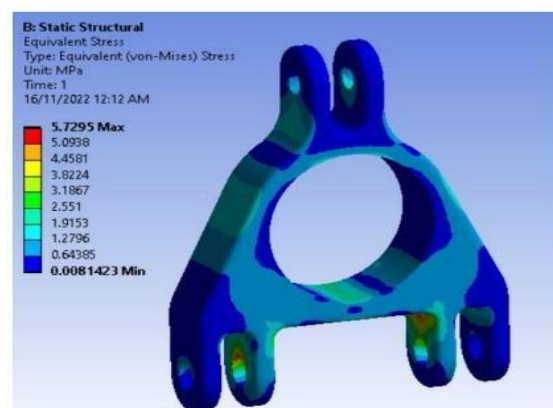 B: Static Structural
Equivalent Stress
Type: Equivalent (von-Mises) Stress
Unit: MPa
Time: 1
16/11/2022 12:12 AM
5.7295 Max
5.0938
4.4581
3.8224
3.1867
2.551
1.9153
1.2796
0.64385
0.0081423 Min